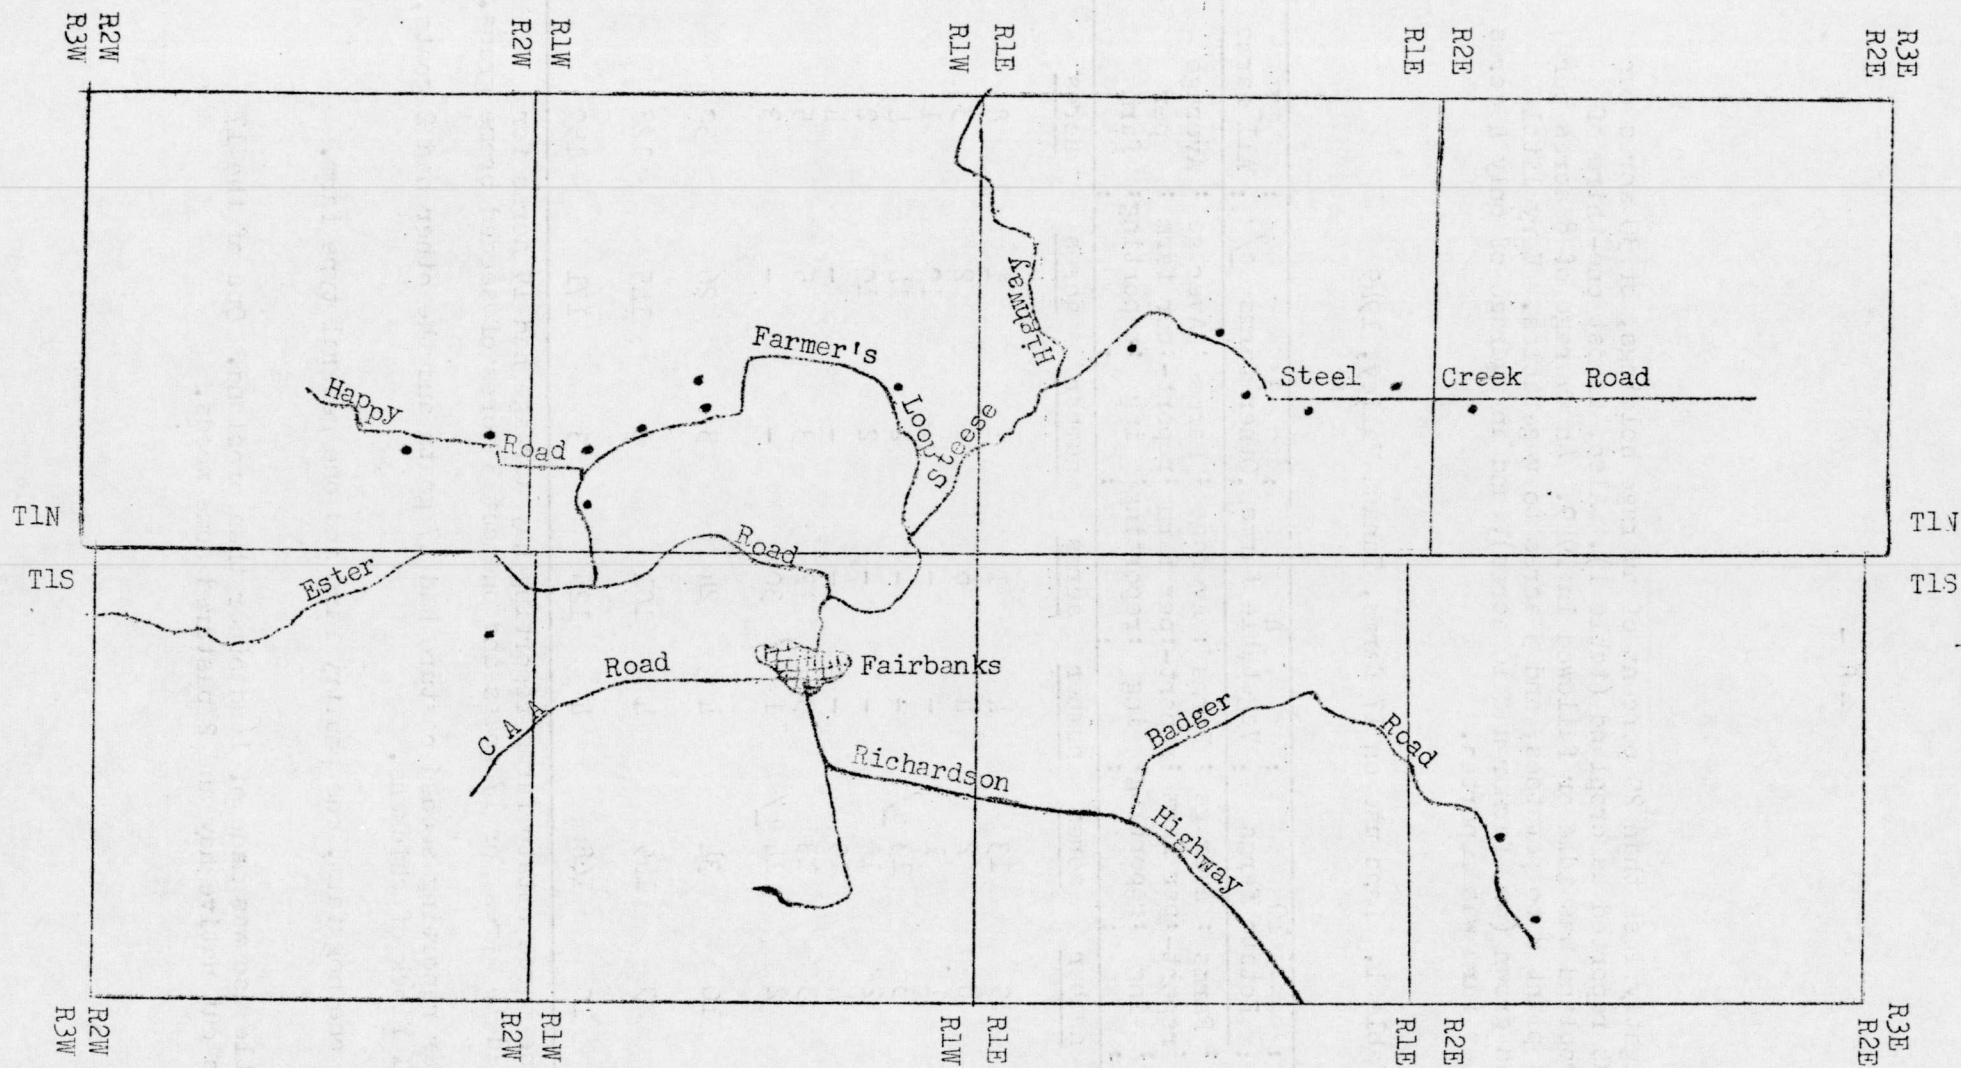 R3W
R2W
R2W
R1W
R1W
R1E
R1E
R2E
R2E
R3E
Highway
Farmer's
Loop
Steese
Steel Creek Road
Happy
Road
T1N
T1N
Road
T1S
Ester
T1S
Road
Fairbanks
C A A
Badger
Road
Richardson
Highway
R3W
R2W
R2W
R1W
R1W
R1E
R1E
R2E
R2E
R3E